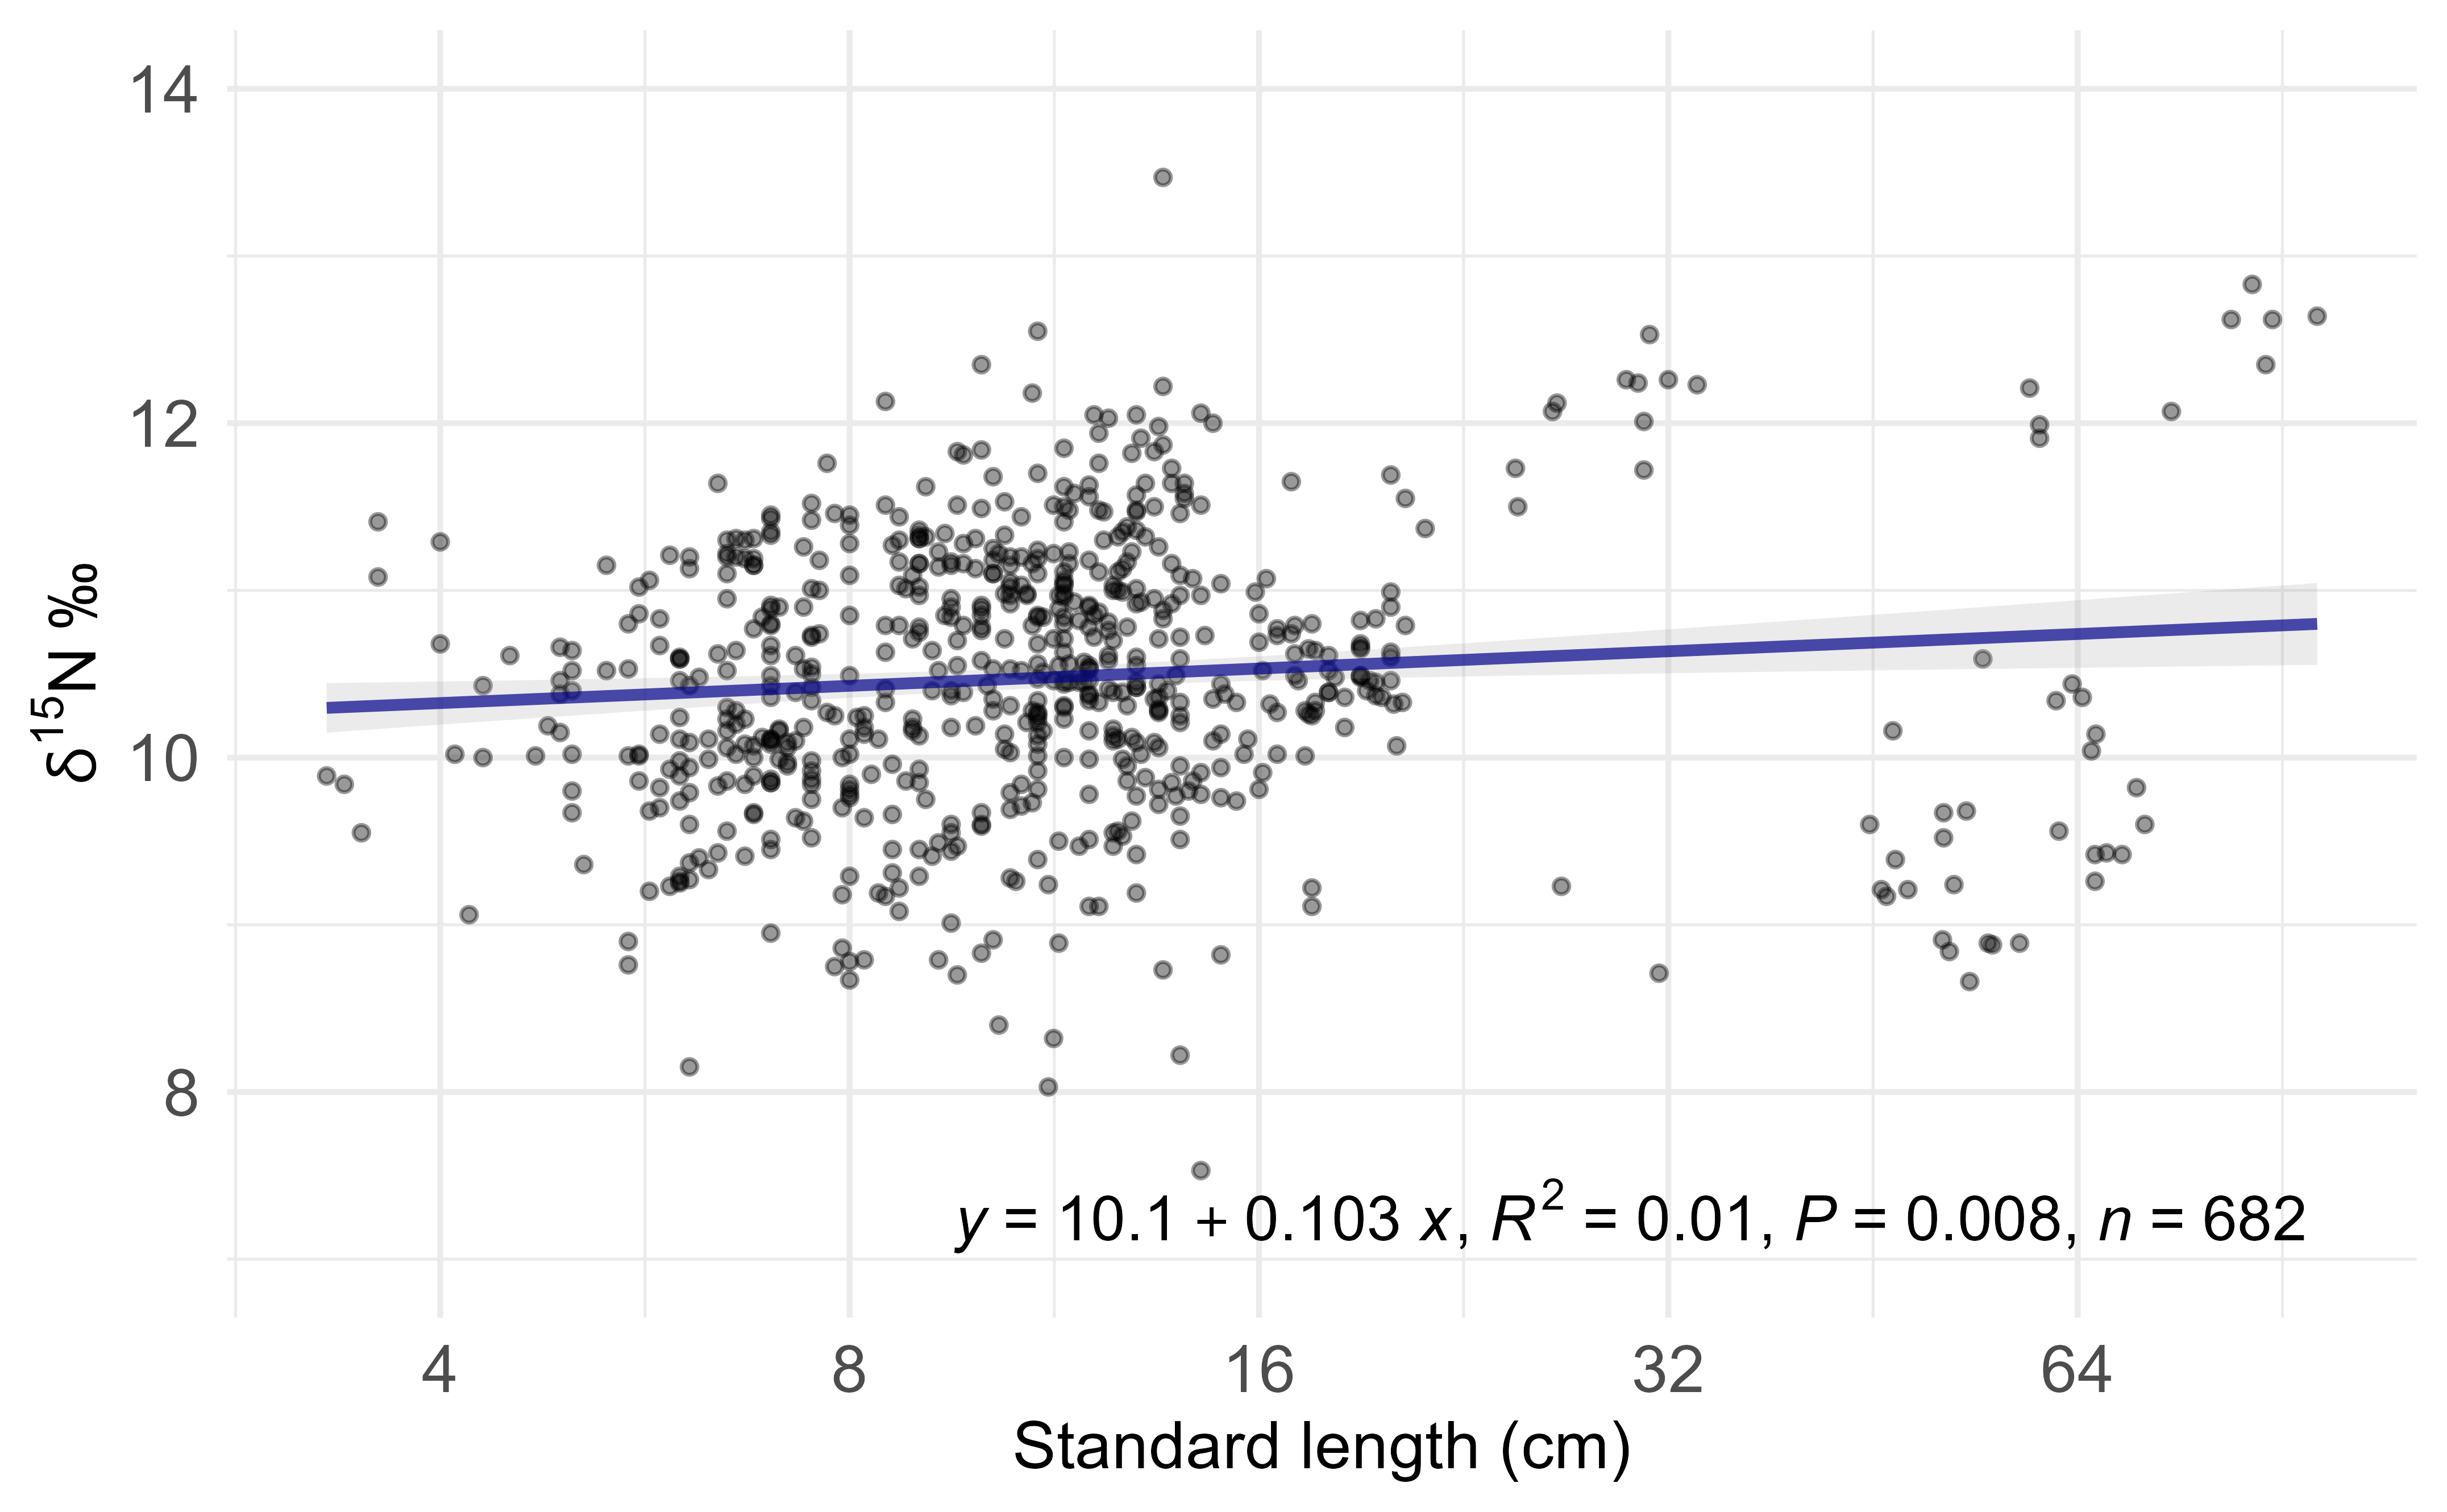 14
12
10
8
δ¹⁵N ‰
y = 10.1 + 0.103 x, R² = 0.01, P = 0.008, n = 682
4 8 16 32 64
Standard length (cm)